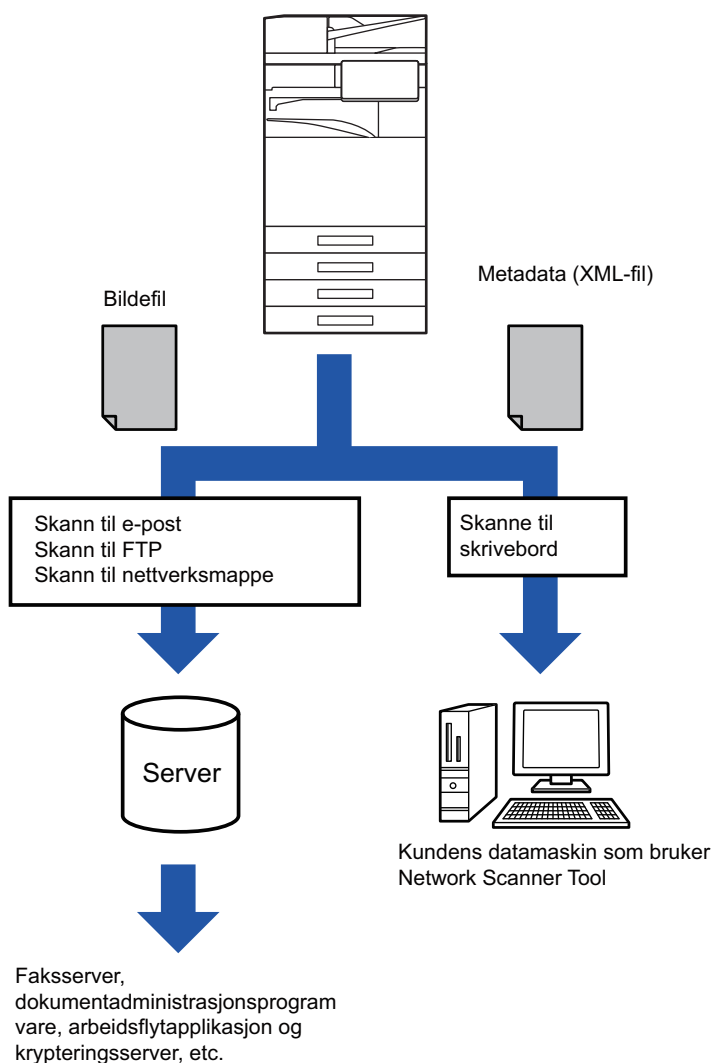 Metadata (XML-fil)
Bildefil
Skann til e-post
Skann til FTP
Skann til nettverksmappe
Skanne til
skrivebord
Server
Kundens datamaskin som bruker
Network Scanner Tool
Faksserver,
dokumentadministrasjonsprogram
vare, arbeidsflytapplikasjon og
krypteringsserver, etc.